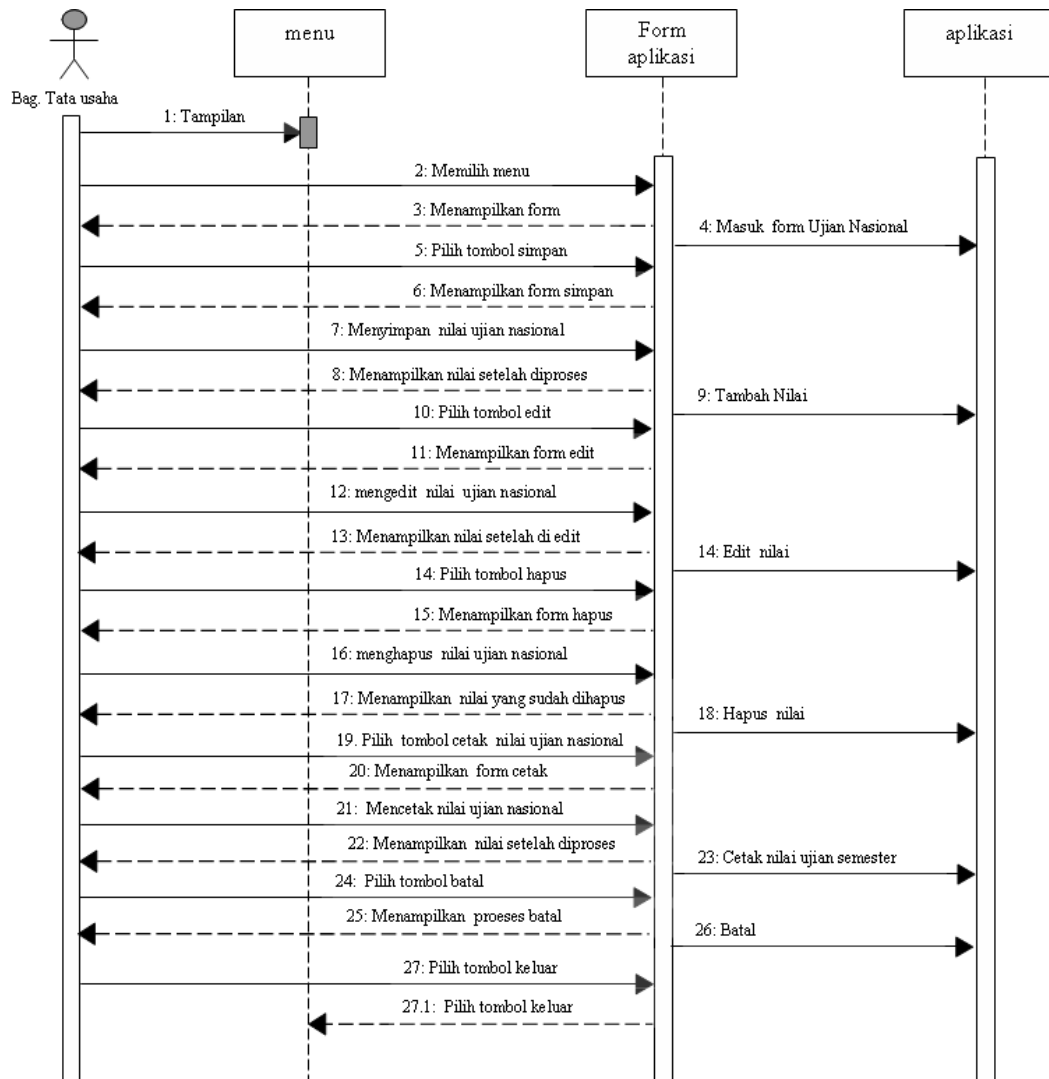 menu
Form
aplikasi
aplikasi
Bag. Tata usaha
1: Tampilan
2: Memilih menu
3: Menampilkan form
4: Masuk form Ujian Nasional
5: Pilih tombol simpan
6: Menampilkan form simpan
7: Menyimpan nilai ujian nasional
8: Menampilkan nilai setelah diproses
9: Tambah Nilai
10: Pilih tombol edit
11: Menampilkan form edit
12: mengedit nilai ujian nasional
13: Menampilkan nilai setelah di edit
14: Edit nilai
14: Pilih tombol hapus
15: Menampilkan form hapus
16: menghapus nilai ujian nasional
17: Menampilkan nilai yang sudah dihapus
18: Hapus nilai
19. Pilih tombol cetak nilai ujian nasional
20: Menampilkan form cetak
21: Mencetak nilai ujian nasional
22: Menampilkan nilai setelah diproses
23: Cetak nilai ujian semester
24: Pilih tombol batal
25: Menampilkan proeses batal
26: Batal
27: Pilih tombol keluar
27.1: Pilih tombol keluar